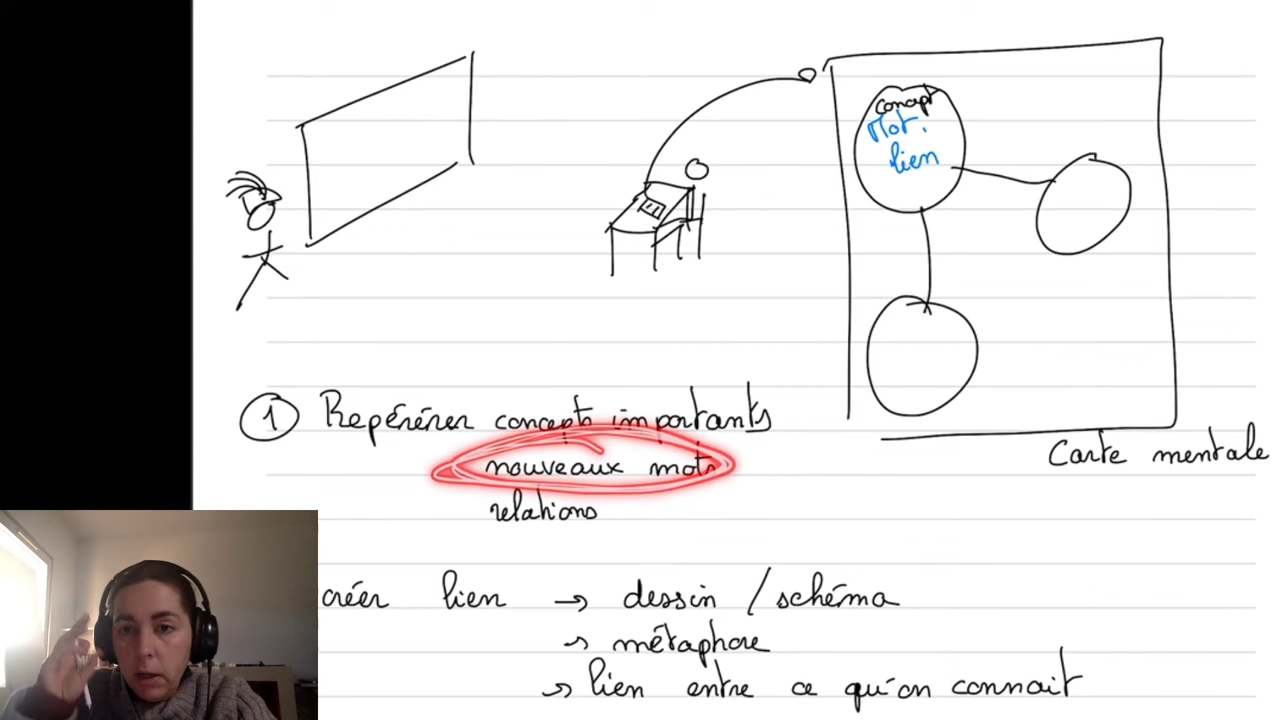 concept
Mot.
lien
① Repérérer concepts importants
nouveaux mots
relations
Carte mentale
créer lien → dessin / schéma
→ métaphore
→ lien entre ce qu'on connait